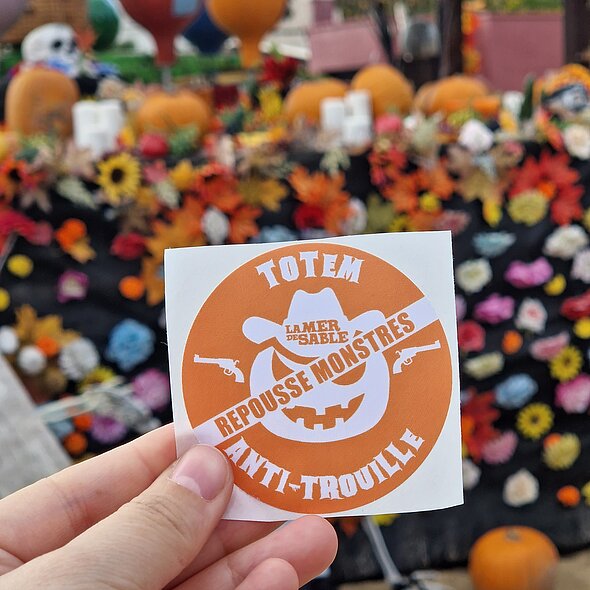 TOTEM
LA MER
DE SABLE
REPOUSSE MONSTRES
ANTI-TROUILLE